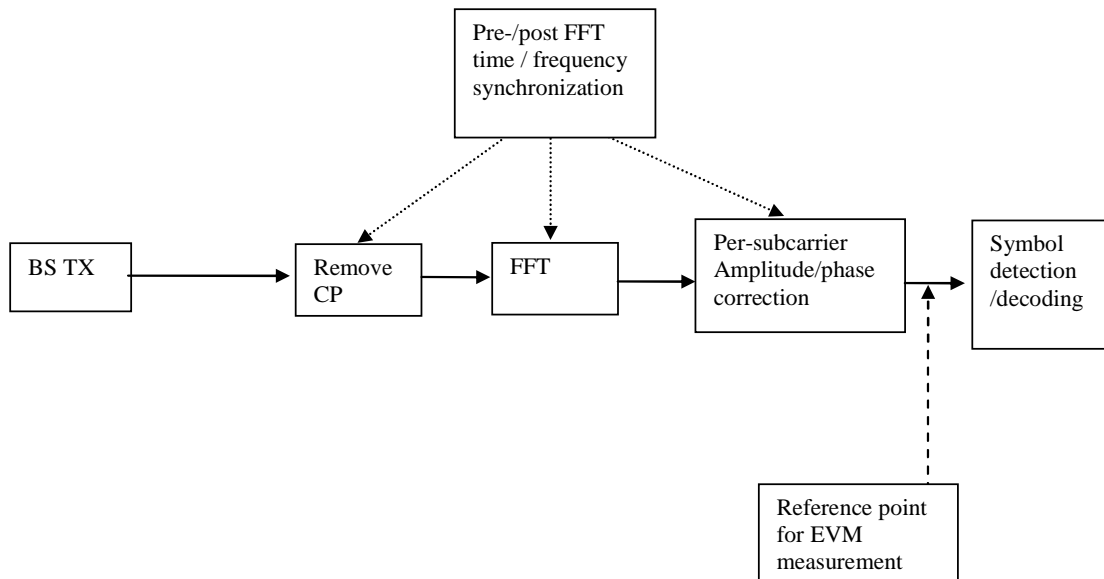 Pre-/post FFT
time / frequency
synchronization
BS TX
Remove
CP
FFT
Per-subcarrier
Amplitude/phase
correction
Symbol
detection
/decoding
Reference point
for EVM
measurement